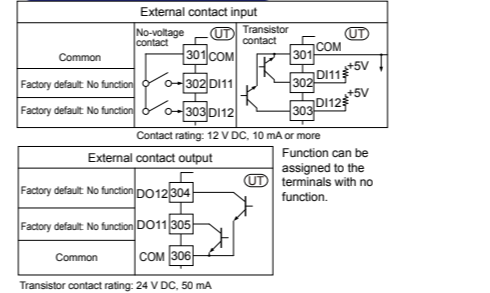 External contact input
No-voltage contact
UT
Transistor contact
UT
Common
301
COM
301
COM
Factory default: No function
302
DI11
302
DI11
+5V
Factory default: No function
303
DI12
303
DI12
+5V
Contact rating: 12 V DC, 10 mA or more
External contact output
Function can be
assigned to the
terminals with no
function.
UT
Factory default: No function
DO12
304
Factory default: No function
DO11
305
Common
COM
306
Transistor contact rating: 24 V DC, 50 mA